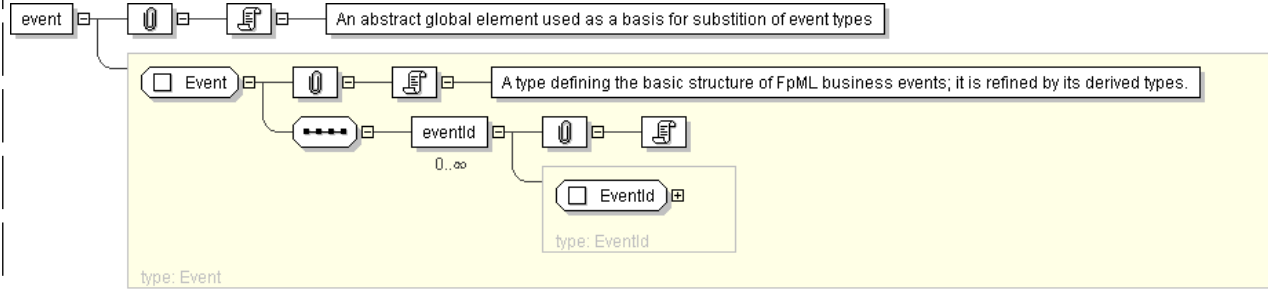 event
An abstract global element used as a basis for substition of event types
Event
A type defining the basic structure of FpML business events; it is refined by its derived types.
eventId
0..∞
EventId
type: EventId
type: Event